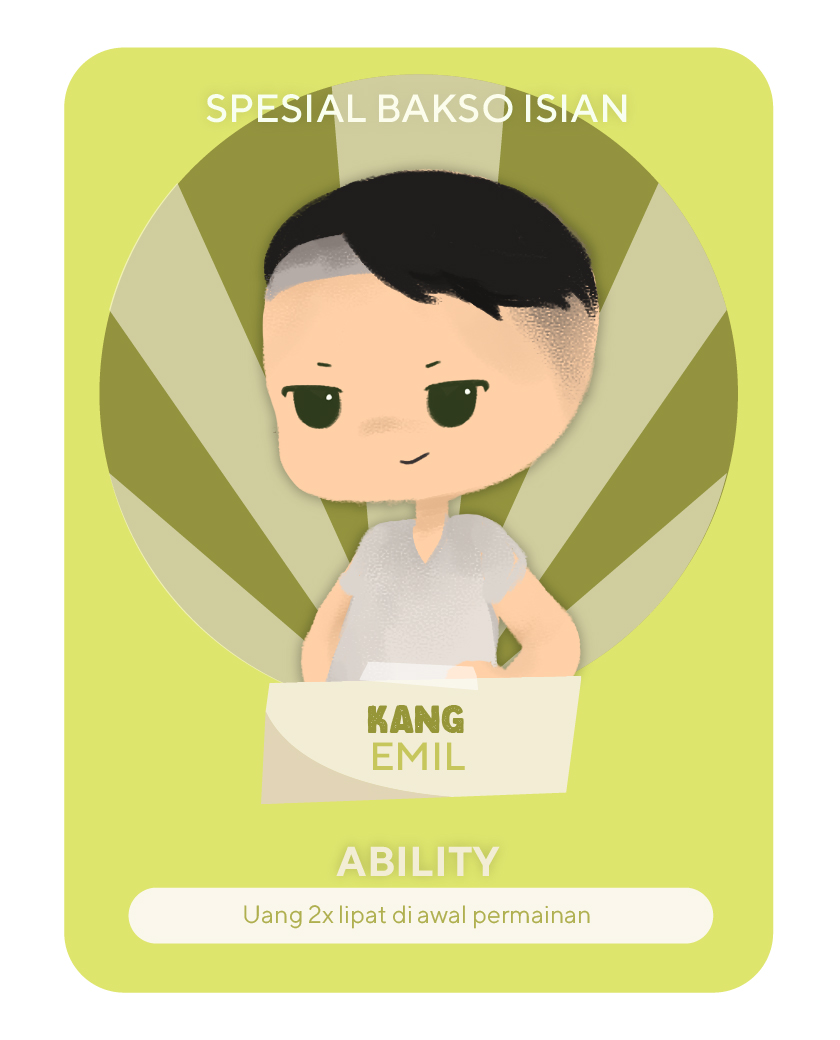 SPESIAL BAKSO ISIAN
KANG
EMIL
ABILITY
Uang 2x lipat di awal permainan